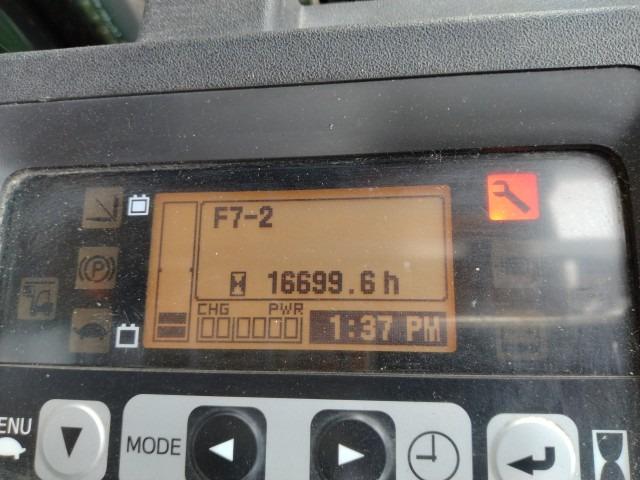 F7-2
16699.6 h
CHG PWR
1:37 PM
P
MENU
MODE